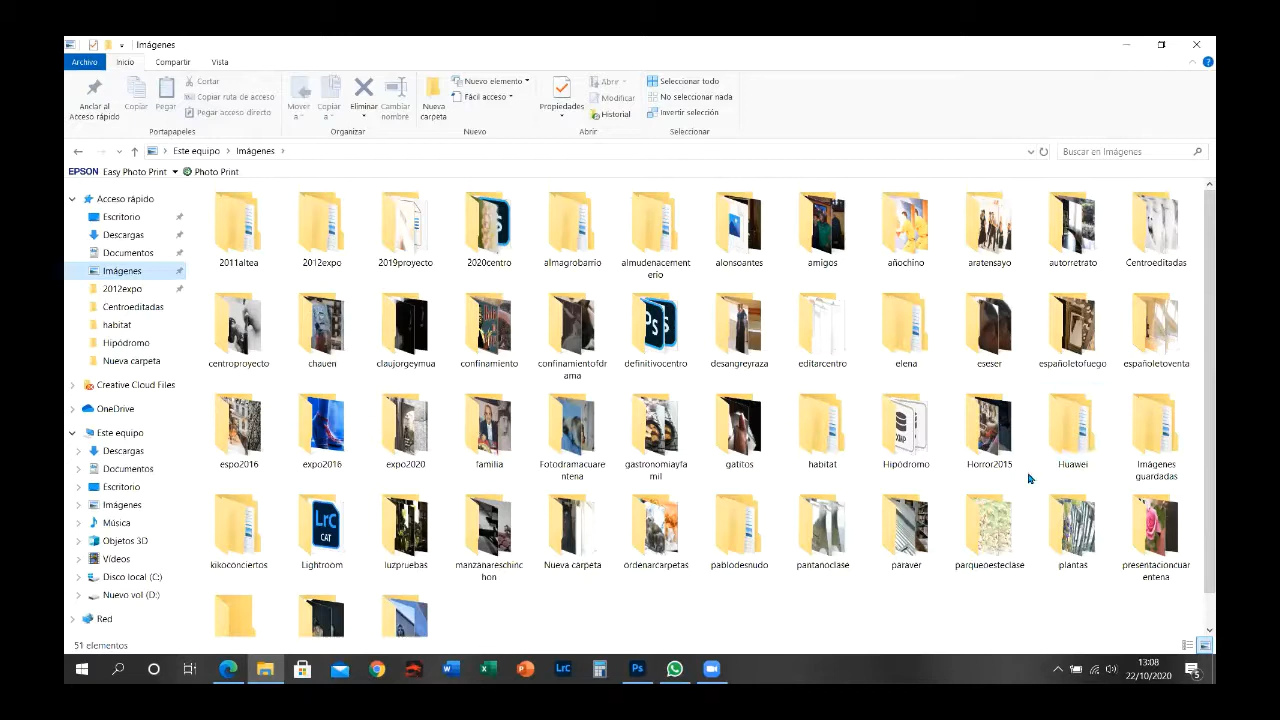 Imágenes
Archivo Inicio Compartir Vista
Anclar al Acceso rápido
Copiar
Pegar
Cortar
Copiar ruta de acceso
Pegar acceso directo
Portapapeles
Mover a
Copiar a
Eliminar
Cambiar nombre
Organizar
Nueva carpeta
Nuevo elemento
Fácil acceso
Nuevo
Propiedades
Abrir
Modificar
Historial
Abrir
Seleccionar todo
No seleccionar nada
Invertir selección
Seleccionar
Este equipo > Imágenes >
Buscar en Imágenes
EPSON Easy Photo Print Photo Print
Acceso rápido
Escritorio
Descargas
Documentos
Imágenes
2012expo
Centroeditadas
habitat
Hipódromo
Nueva carpeta
Creative Cloud Files
OneDrive
Este equipo
Descargas
Documentos
Escritorio
Imágenes
Música
Objetos 3D
Vídeos
Disco local (C:)
Nuevo vol (D:)
Red
2011altea 2012expo 2019proyecto 2020centro almagrobarrio almudenacementerio alonsoantes amigos añochino aratensayo autorretrato Centroeditadas
centroproyecto chauen claujorgeymua confinamiento confinamientofdrama definitivocentro desangreyraza editarcentro elena eseser españoletofuego españoletoventa
espo2016 expo2016 expo2020 familia Fotodramacuarentena gastronomiayfamil gatitos habitat Hipódromo Horror2015 Huawei Imágenes guardadas
kikoconciertos Lightroom luzpruebas manzanareschinchon Nueva carpeta ordenarcarpetas pablodesnudo pantanoclase paraver parqueoesteclase plantas presentacioncuarentena
Ps
XMP
LrC
CAT
51 elementos
LrC
Ps
13:08
22/10/2020
5